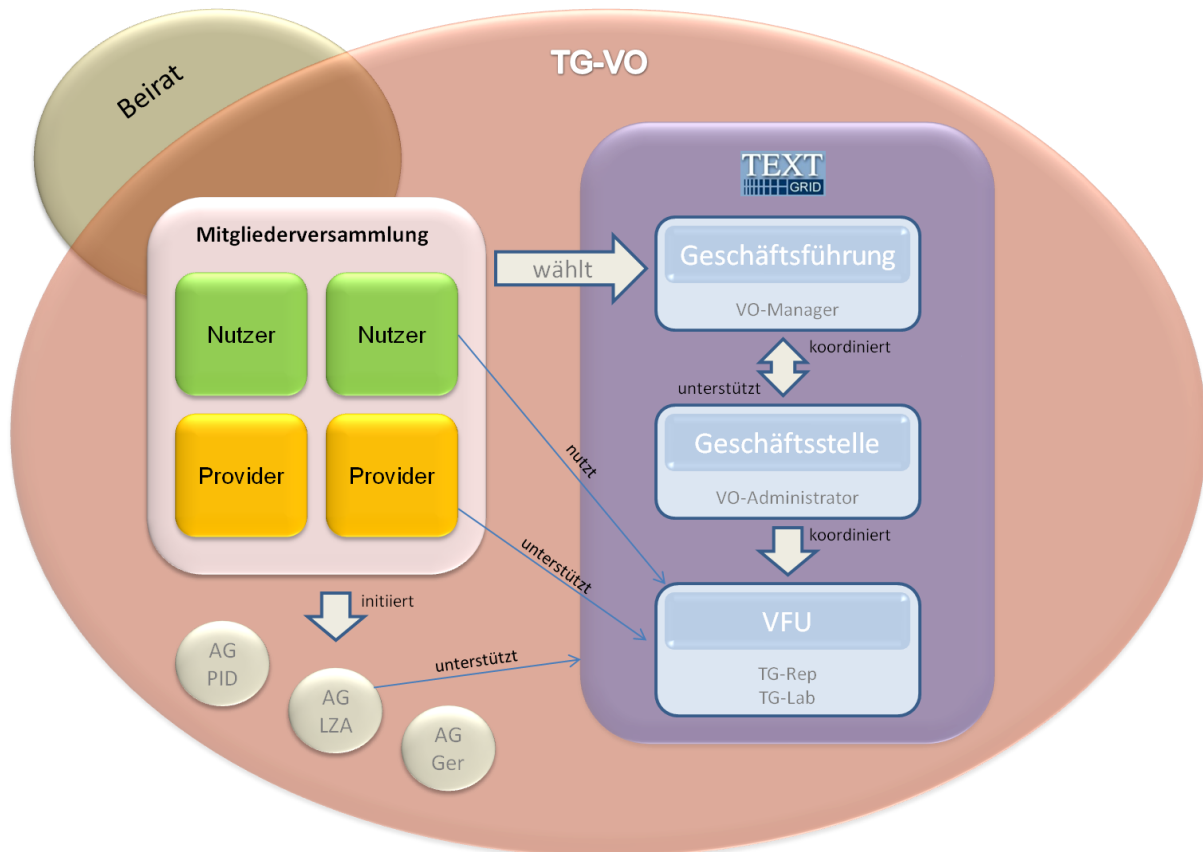 TG-VO
Beirat
Mitgliederversammlung
Nutzer
Nutzer
Provider
Provider
wählt
TEXT
GRID
Geschäftsführung
VO-Manager
koordiniert
unterstützt
Geschäftsstelle
VO-Administrator
koordiniert
VFU
TG-Rep
TG-Lab
nutzt
unterstützt
initiiert
AG
PID
AG
LZA
AG
Ger
unterstützt